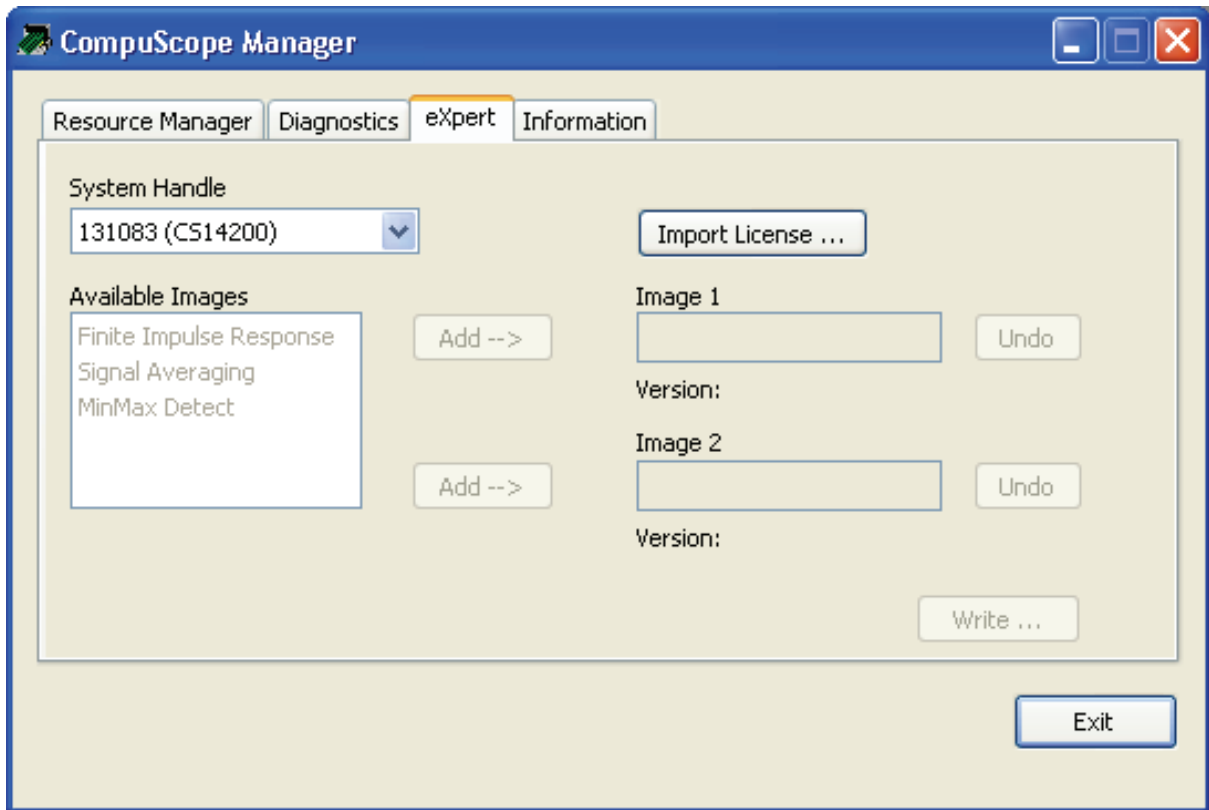 CompuScope Manager
Resource Manager
Diagnostics
eXpert
Information
System Handle
131083 (CS14200)
Import License ...
Available Images
Finite Impulse Response
Signal Averaging
MinMax Detect
Add -->
Image 1
Undo
Version:
Add -->
Image 2
Undo
Version:
Write ...
Exit